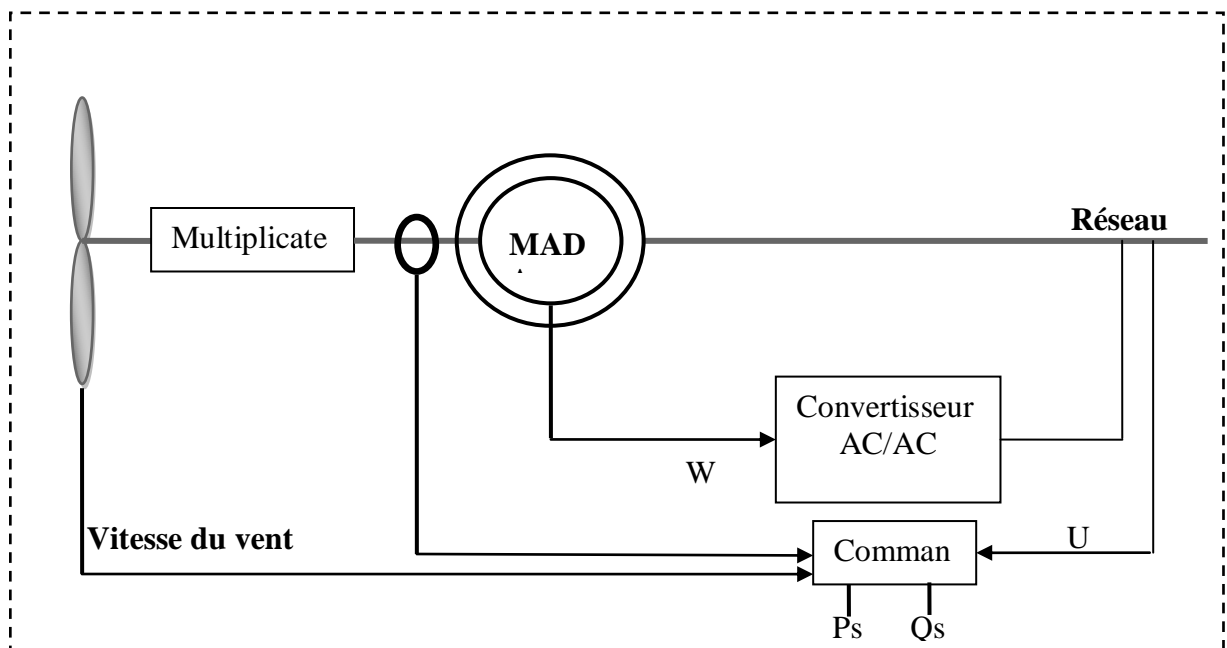 Réseau
Multiplicate
MAD
Convertisseur
AC/AC
W
Vitesse du vent
Comman
U
Ps
Qs